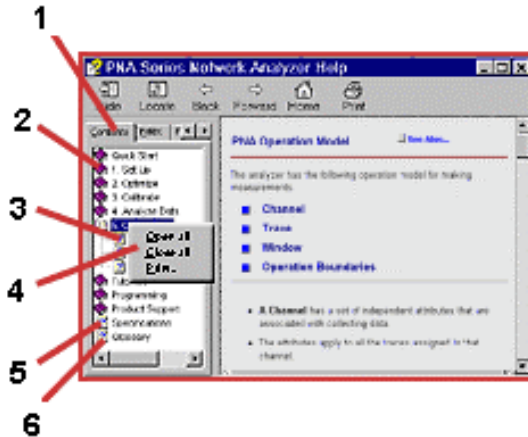 1
PNA Series Network Analyzer Help
Locate Back Forward Home Print
2
Contents Index
PNA Operation Model
See Also...
Quick Start
1. Set Up
2. Optimize
3. Calibrate
4. Analyze Data
The analyzer has the following operation model for making
measurements.
3
Channel
Trace
Window
Operation Boundaries
4
Open all
Close all
Print...
Programming
Product Support
Specifications
Glossary
A Channel has a set of independent attributes that are
associated with collecting data.
The attributes apply to all the traces assigned to that
channel.
5
6